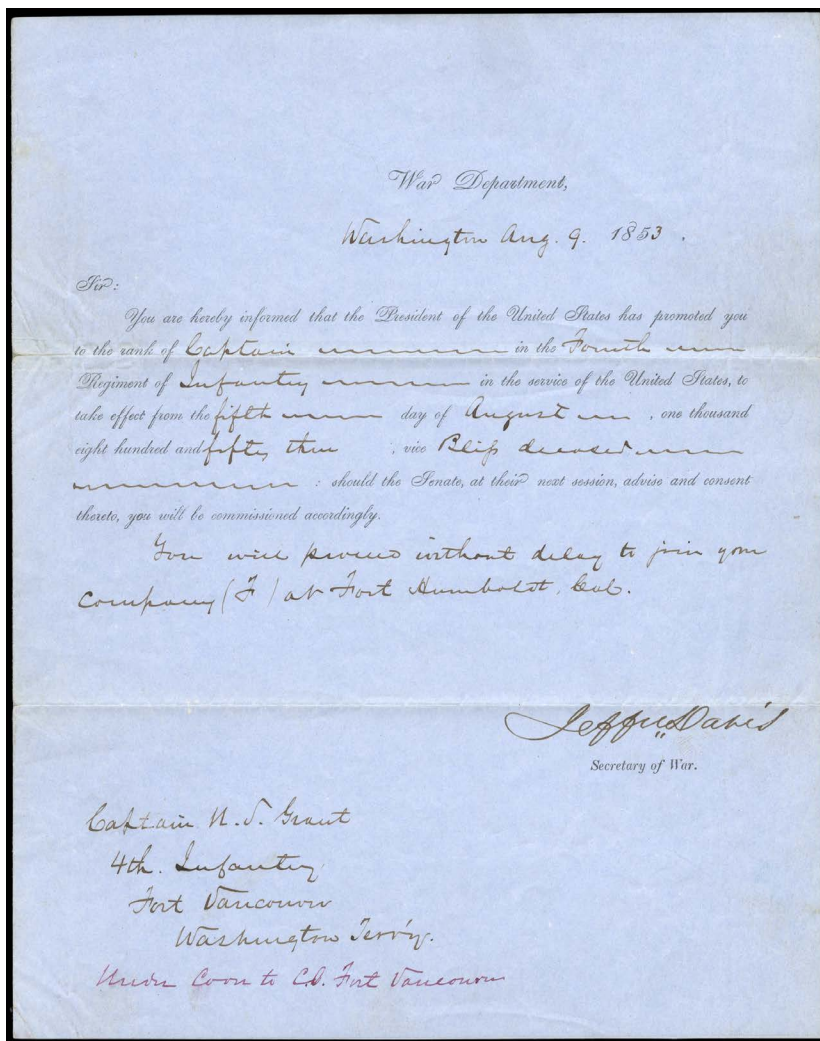 War Department,
Washington Aug. 9. 1853.
Sir:
You are hereby informed that the President of the United States has promoted you
to the rank of Captain in the Fourth
Regiment of Infantry in the service of the United States, to
take effect from the fifth day of August , one thousand
eight hundred and fifty three , vice Bliss deceased
: should the Senate, at their next session, advise and consent
thereto, you will be commissioned accordingly.
You will proceed without delay to join your
company (F) at Fort Humboldt, Cal.
Jeffn Davis
Secretary of War.
Captain U. S. Grant
4th. Infantry
Fort Vancouver
Washington Terr'y.
Under Cover to C.O. Fort Vancouver